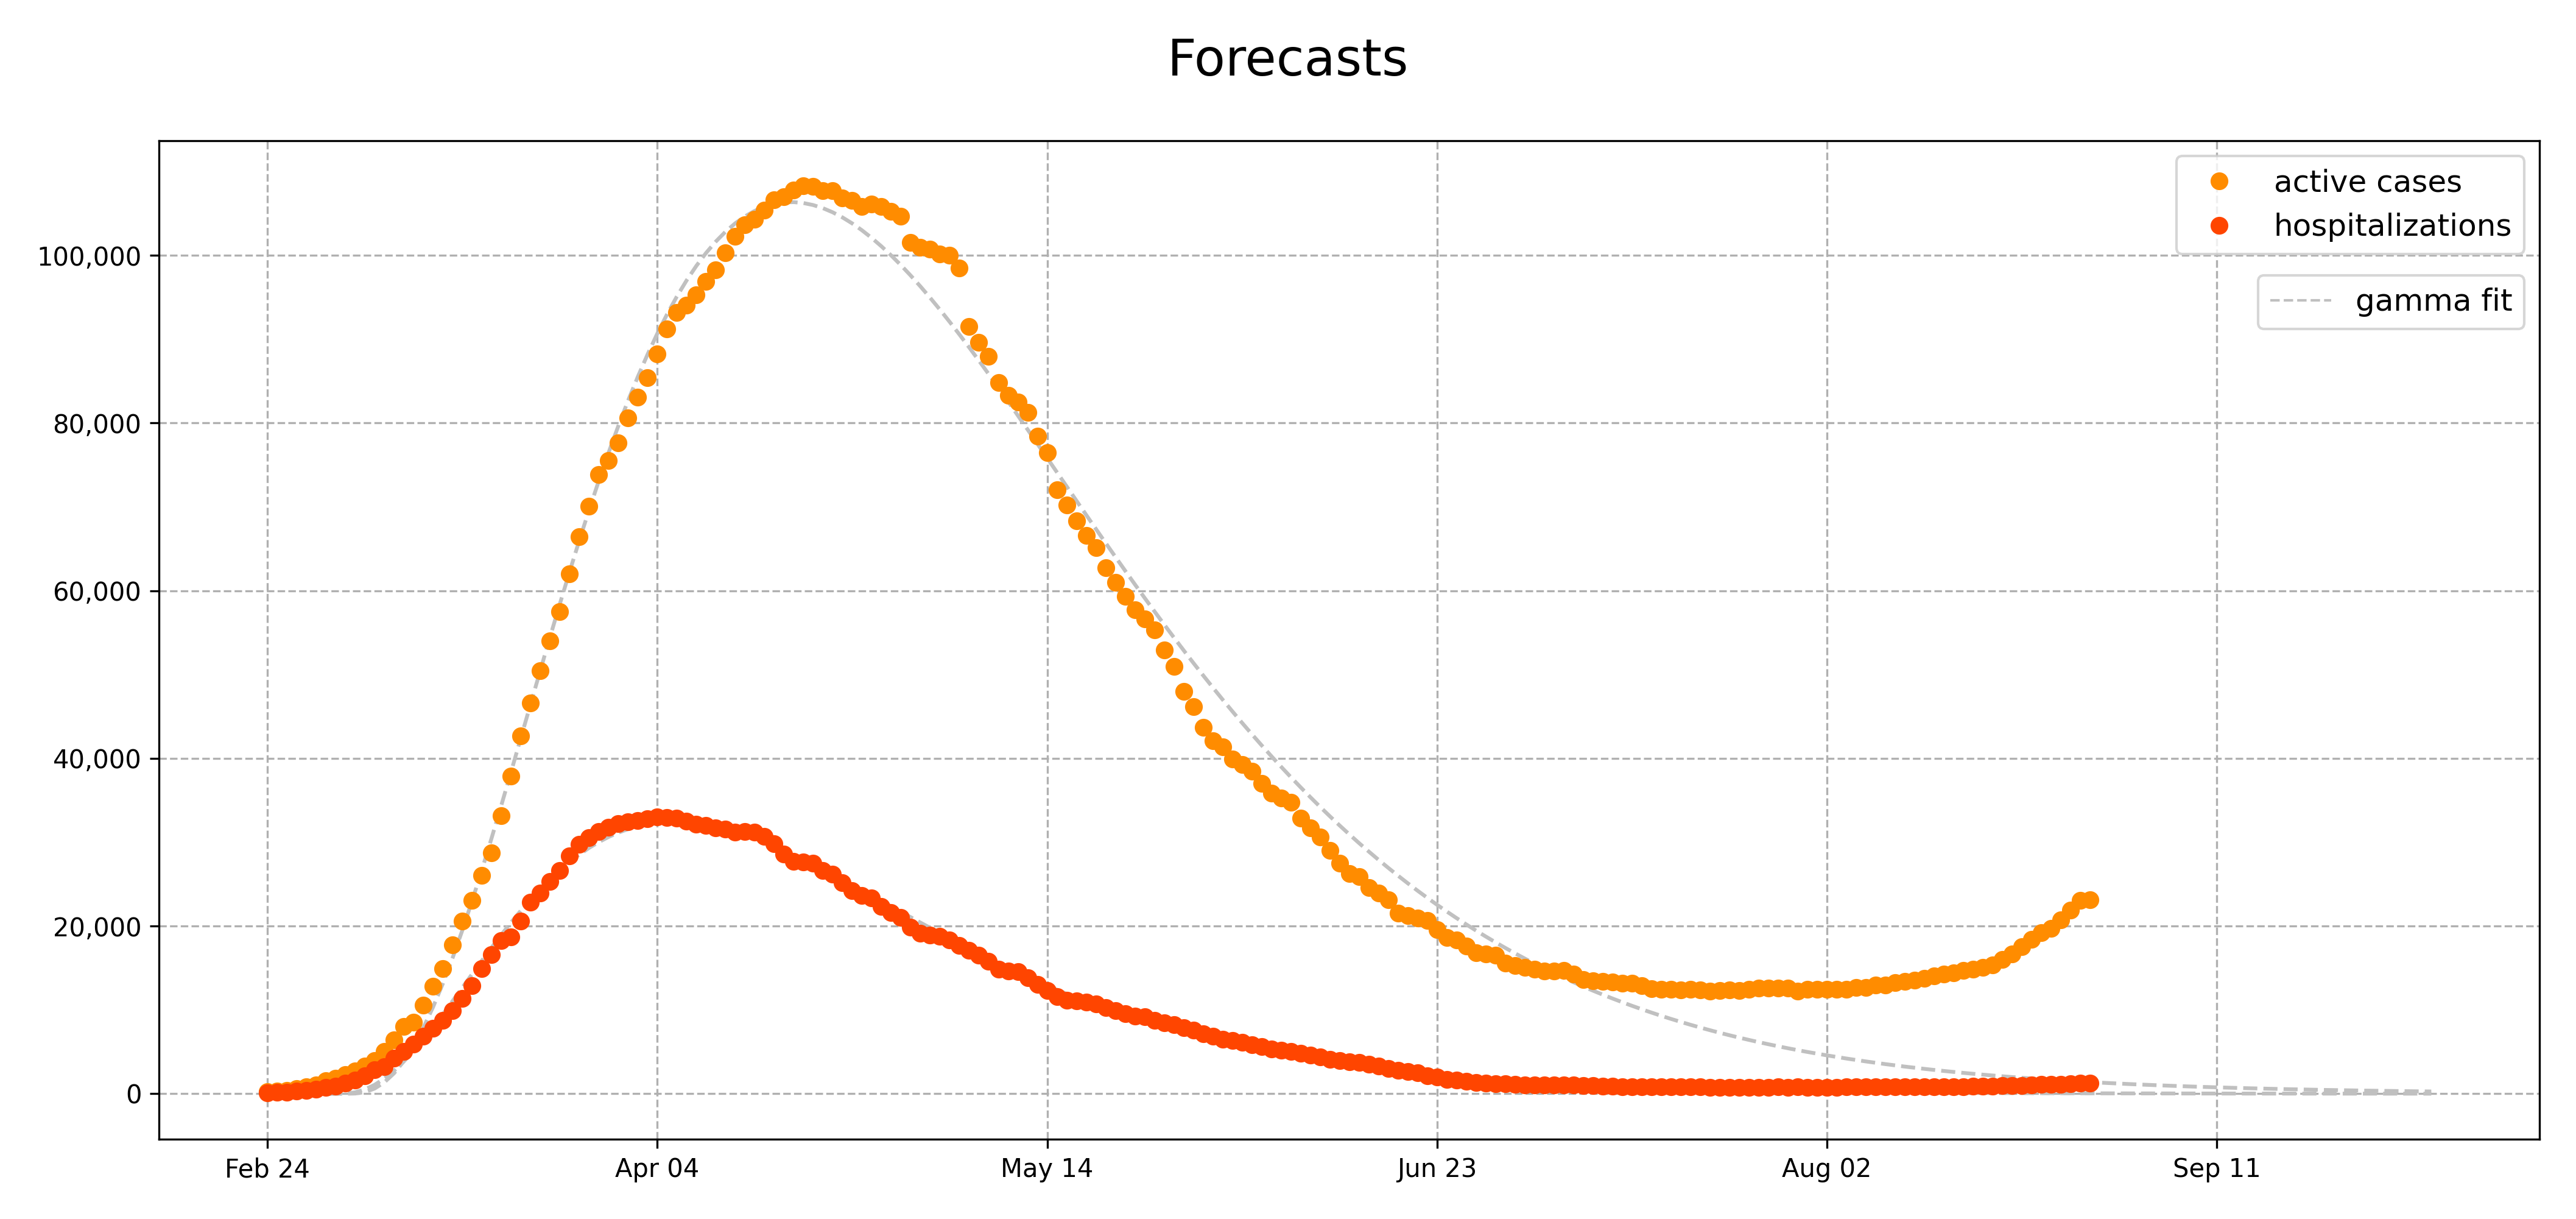 Forecasts
active cases
hospitalizations
gamma fit
100,000
80,000
60,000
40,000
20,000
0
Feb 24
Apr 04
May 14
Jun 23
Aug 02
Sep 11